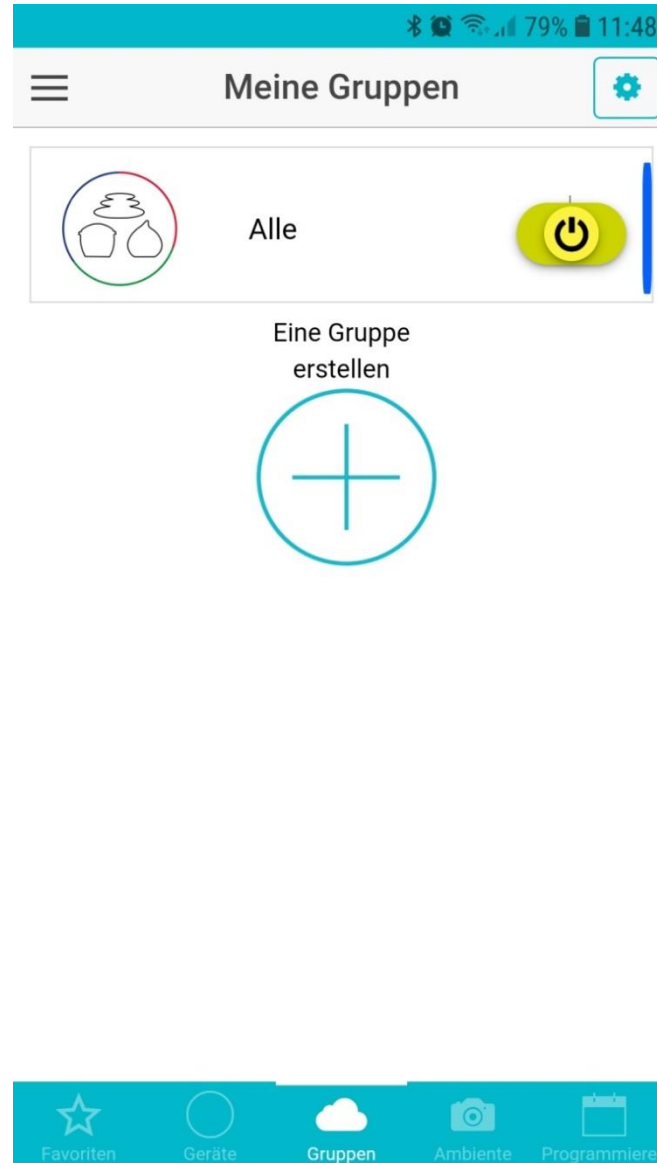 79% 11:48
Meine Gruppen
Alle
Eine Gruppe
erstellen
Favoriten Geräte Gruppen Ambiente Programmiere